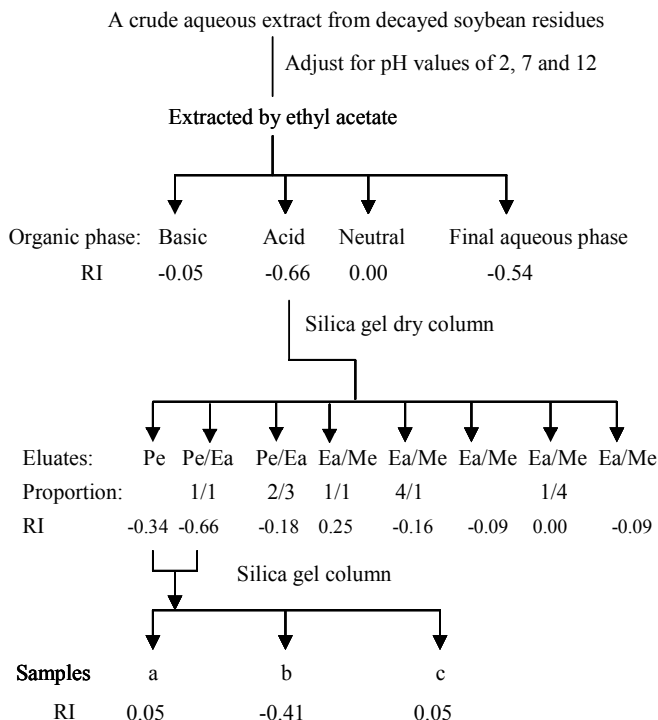 A crude aqueous extract from decayed soybean residues
Adjust for pH values of 2, 7 and 12
Extracted by ethyl acetate
Organic phase: Basic Acid Neutral Final aqueous phase
RI -0.05 -0.66 0.00 -0.54
Silica gel dry column
Eluates: Pe Pe/Ea Pe/Ea Ea/Me Ea/Me Ea/Me Ea/Me Ea/Me
Proportion: 1/1 2/3 1/1 4/1 1/4
RI -0.34 -0.66 -0.18 0.25 -0.16 -0.09 0.00 -0.09
Silica gel column
Samples a b c
RI 0.05 -0.41 0.05